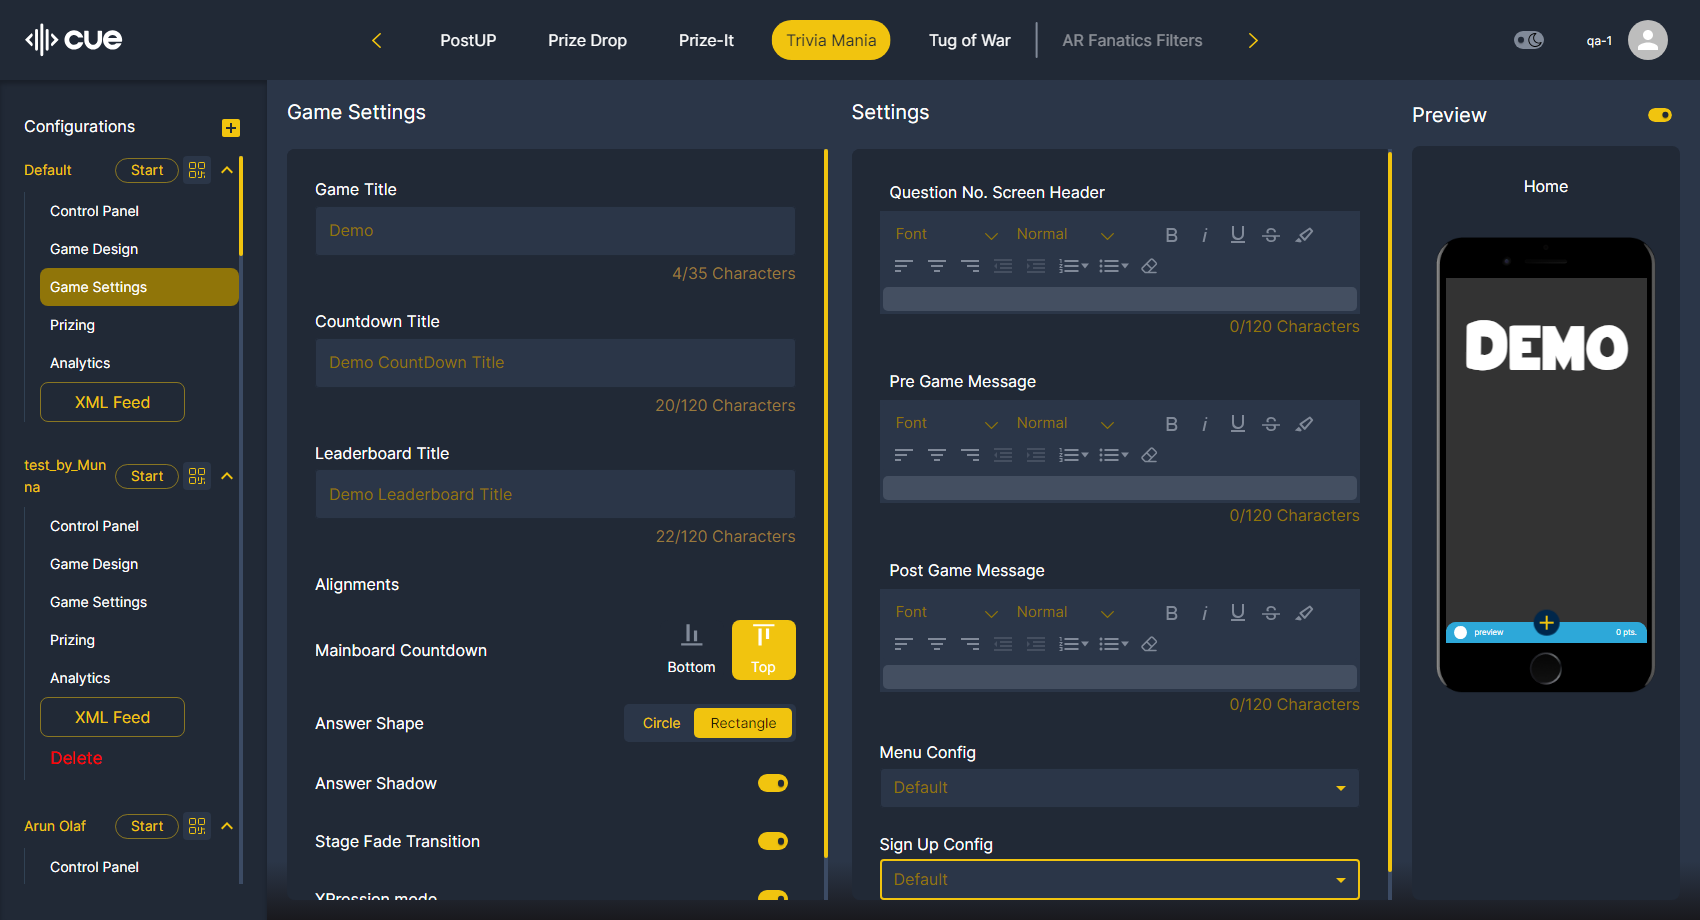 cue
PostUP
Prize Drop
Prize-It
Trivia Mania
Tug of War
AR Fanatics Filters
qa-1
Configurations
Default
Start
Control Panel
Game Design
Game Settings
Prizing
Analytics
XML Feed
test_by_Mun
na
Start
Control Panel
Game Design
Game Settings
Prizing
Analytics
XML Feed
Delete
Arun Olaf
Start
Control Panel
Game Settings
Game Title
Demo
4/35 Characters
Countdown Title
Demo CountDown Title
20/120 Characters
Leaderboard Title
Demo Leaderboard Title
22/120 Characters
Alignments
Mainboard Countdown
Bottom
Top
Answer Shape
Circle
Rectangle
Answer Shadow
Stage Fade Transition
XPression mode
Settings
Question No. Screen Header
Font
Normal
B i U S
0/120 Characters
Pre Game Message
Font
Normal
B i U S
0/120 Characters
Post Game Message
Font
Normal
B i U S
0/120 Characters
Menu Config
Default
Sign Up Config
Default
Preview
Home
DEMO
preview
0 pts.